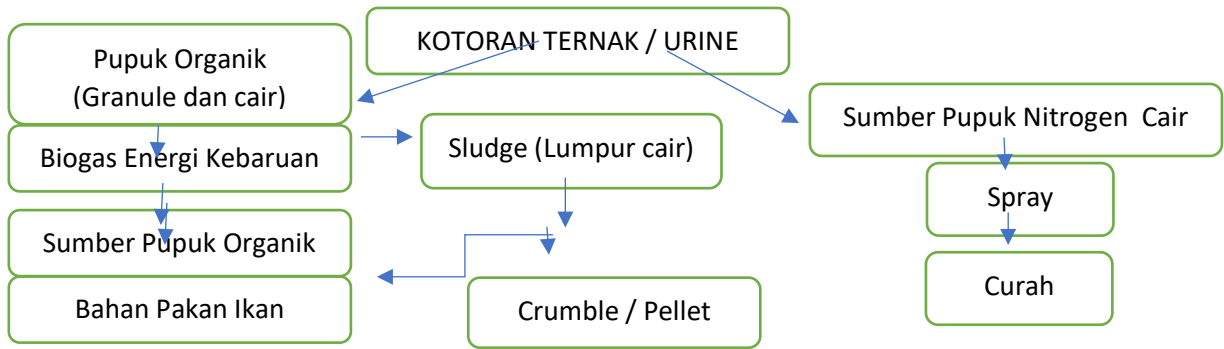 KOTORAN TERNAK / URINE
Pupuk Organik
(Granule dan cair)
Biogas Energi Kebaruan
Sumber Pupuk Organik
Bahan Pakan Ikan
Sludge (Lumpur cair)
Crumble / Pellet
Sumber Pupuk Nitrogen  Cair
Spray
Curah